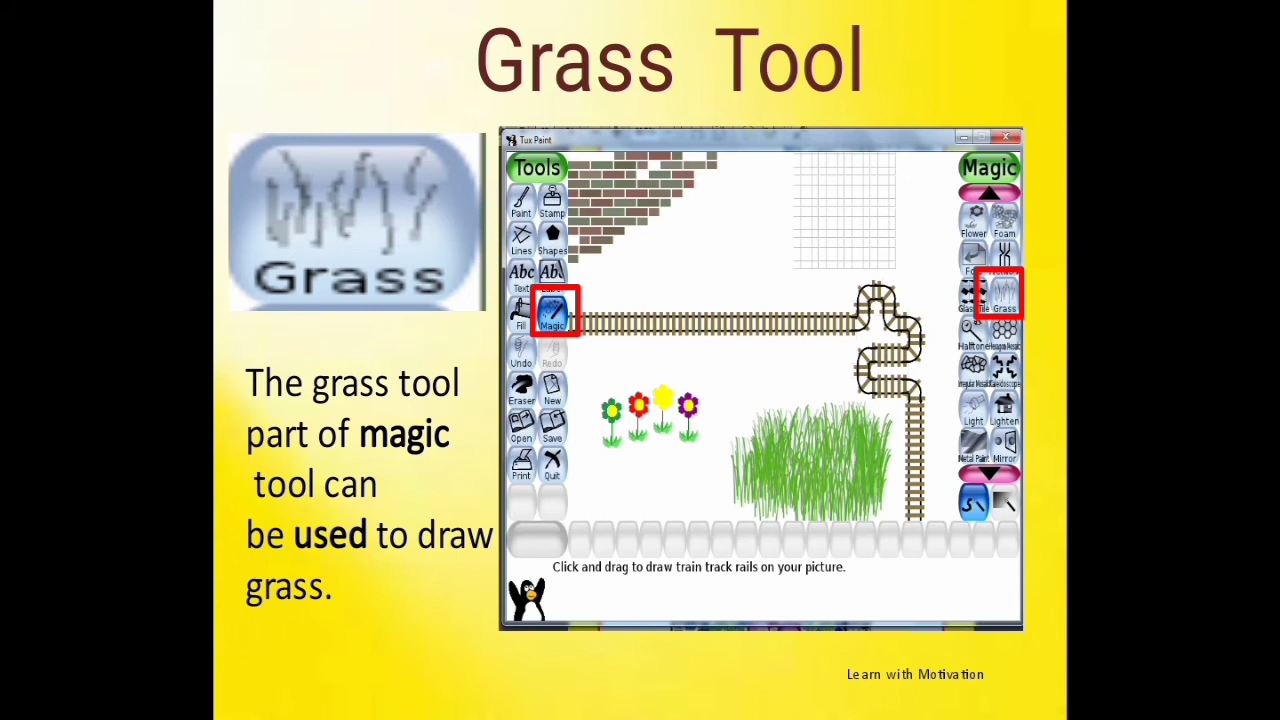 Grass Tool
Grass
The grass tool
part of magic
tool can
be used to draw
grass.
Tux Paint
Tools
Paint Stamp
Lines Shapes
Abc Abc
Text
Fill Magic
Undo Redo
Eraser New
Open Save
Print Quit
Magic
Flower Foam
Grass
Halftone
Light Lighten
Metal Paint Mirror
Click and drag to draw train track rails on your picture.
Learn with Motivation